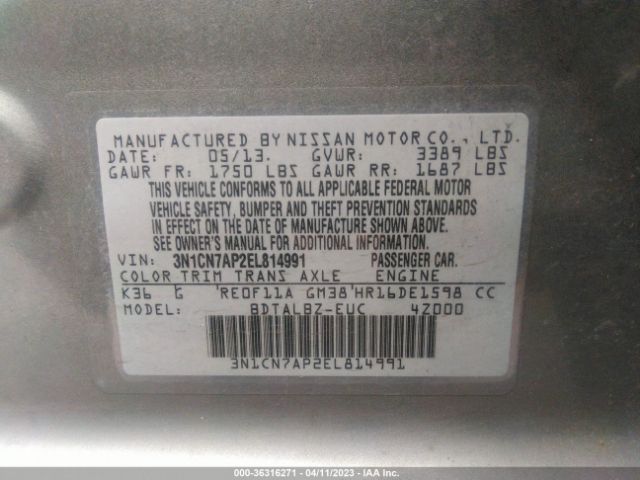 MANUFACTURED BY NISSAN MOTOR CO., LTD.
DATE: 05/13. GVWR: 3389 LBS
GAWR FR: 1750 LBS GAWR RR: 1687 LBS
THIS VEHICLE CONFORMS TO ALL APPLICABLE FEDERAL MOTOR
VEHICLE SAFETY, BUMPER AND THEFT PREVENTION STANDARDS
IN EFFECT ON THE DATE OF MANUFACTURE SHOWN ABOVE.
SEE OWNER'S MANUAL FOR ADDITIONAL INFORMATION.
VIN: 3N1CN7AP2EL814991 PASSENGER CAR.
COLOR TRIM TRANS AXLE ENGINE
K36 G 'RE0F11A GM38'HR16DE1598 CC
MODEL: BDTALBZ-EUC 4Z000
3N1CN7AP2EL814991
000-36316271 - 04/11/2023 - IAAI.COM